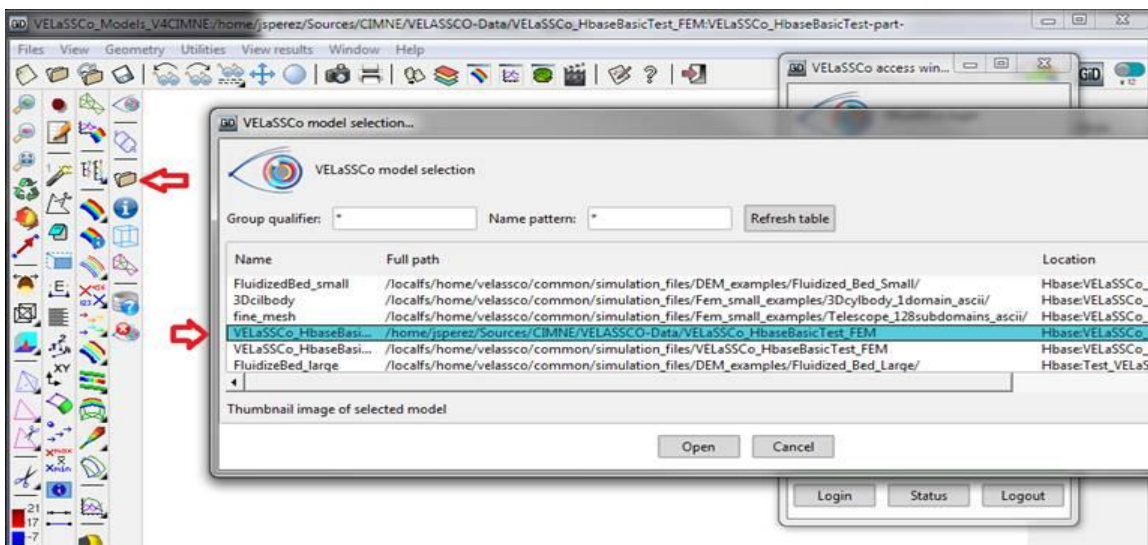 VELaSSCo_Models_V4CIMNE:/home/jsperez/Sources/CIMNE/VELASSCO-Data/VELaSSCo_HbaseBasicTest_FEM:VELaSSCo_HbaseBasicTest-part-
Files View Geometry Utilities View results Window Help
VELaSSCo access win...
GiD
VELaSSCo model selection...
VELaSSCo model selection
Group qualifier: * Name pattern: * Refresh table
Name Full path Location
FluidizedBed_small /localfs/home/velassco/common/simulation_files/DEM_examples/Fluidized_Bed_Small/ Hbase:VELaSSCo_
3Dcilbody /localfs/home/velassco/common/simulation_files/Fem_small_examples/3Dcylbody_1domain_ascii/ Hbase:VELaSSCo_
fine_mesh /localfs/home/velassco/common/simulation_files/Fem_small_examples/Telescope_128subdomains_ascii/ Hbase:VELaSSCo_
VELaSSCo_HbaseBasi... /home/jsperez/Sources/CIMNE/VELASSCO-Data/VELaSSCo_HbaseBasicTest_FEM Hbase:VELaSSCo_
VELaSSCo_HbaseBasi... /localfs/home/velassco/common/simulation_files/VELaSSCo_HbaseBasicTest_FEM Hbase:VELaSSCo_
FluidizeBed_large /localfs/home/velassco/common/simulation_files/DEM_examples/Fluidized_Bed_Large/ Hbase:Test_VELaS
Thumbnail image of selected model
Open Cancel
Login Status Logout
XY
21
17
-7